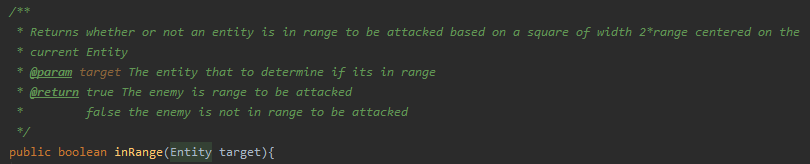 /**
* Returns whether or not an entity is in range to be attacked based on a square of width 2*range centered on the
* current Entity
* @param target The entity that to determine if its in range
* @return true The enemy is range to be attacked
* false the enemy is not in range to be attacked
*/
public boolean inRange(Entity target){